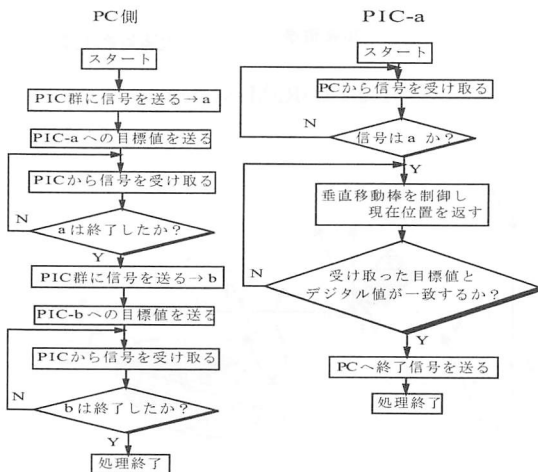 PC側
スタート
PIC群に信号を送る→a
PIC-aへの目標値を送る
PICから信号を受け取る
N
aは終了したか？
Y
PIC群に信号を送る→b
PIC-bへの目標値を送る
PICから信号を受け取る
N
bは終了したか？
Y
処理終了
PIC-a
スタート
PCから信号を受け取る
N
信号はaか？
Y
垂直移動棒を制御し
現在位置を返す
N
受け取った目標値と
デジタル値が一致するか？
Y
PCへ終了信号を送る
処理終了